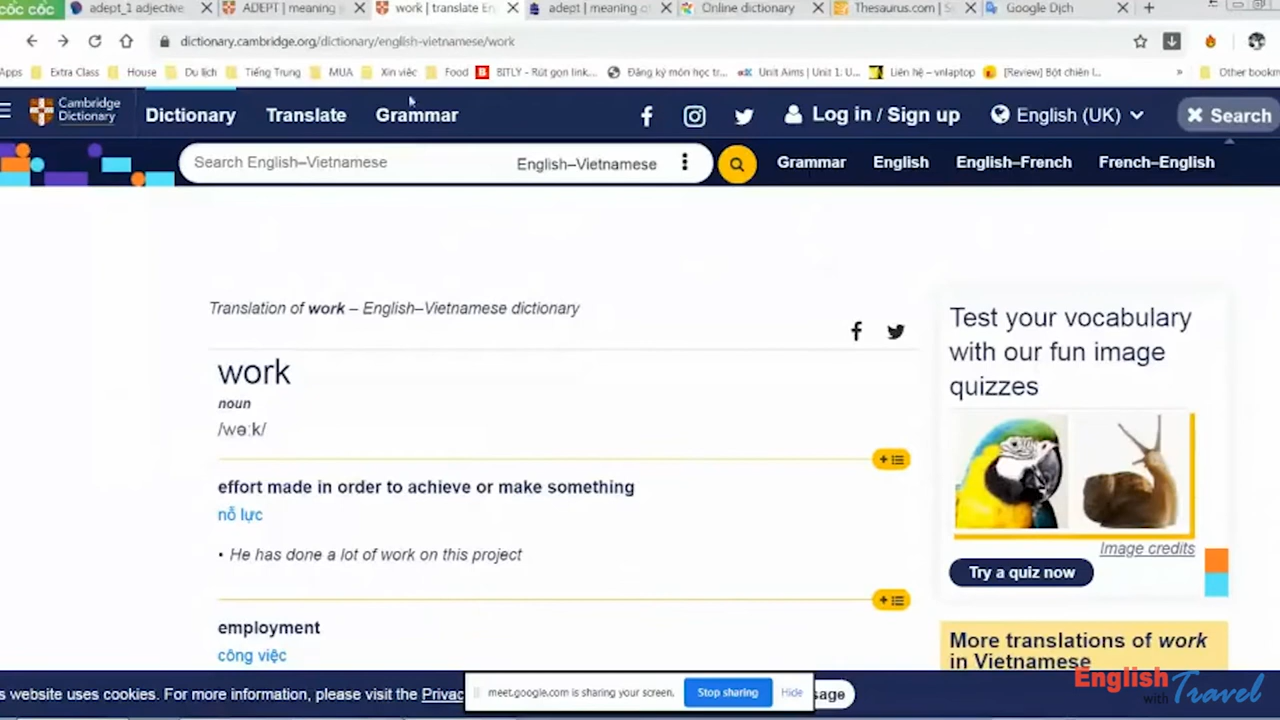 cốc cốc adept_1 adjective ADEPT | meaning work | translate En adept | meaning of Online dictionary Thesaurus.com | S Google Dịch
dictionary.cambridge.org/dictionary/english-vietnamese/work
Apps Extra Class House Du lịch Tiếng Trung MUA Xin việc Food BITLY - Rút gọn link,... Đăng ký môn học tr... Unit Aims | Unit 1: U... Liên hệ – vnlaptop [Review] Bột chiên l... » Other bookm
Cambridge Dictionary
Dictionary Translate Grammar Log in / Sign up English (UK) Search
Search English–Vietnamese English–Vietnamese Grammar English English–French French–English
Translation of work – English–Vietnamese dictionary
work
noun
/wəːk/
effort made in order to achieve or make something
nỗ lực
• He has done a lot of work on this project
employment
công việc
Test your vocabulary
with our fun image
quizzes
Image credits
Try a quiz now
More translations of work
in Vietnamese
s website uses cookies. For more information, please visit the Privac
meet.google.com is sharing your screen. Stop sharing Hide
sage
English
with Travel